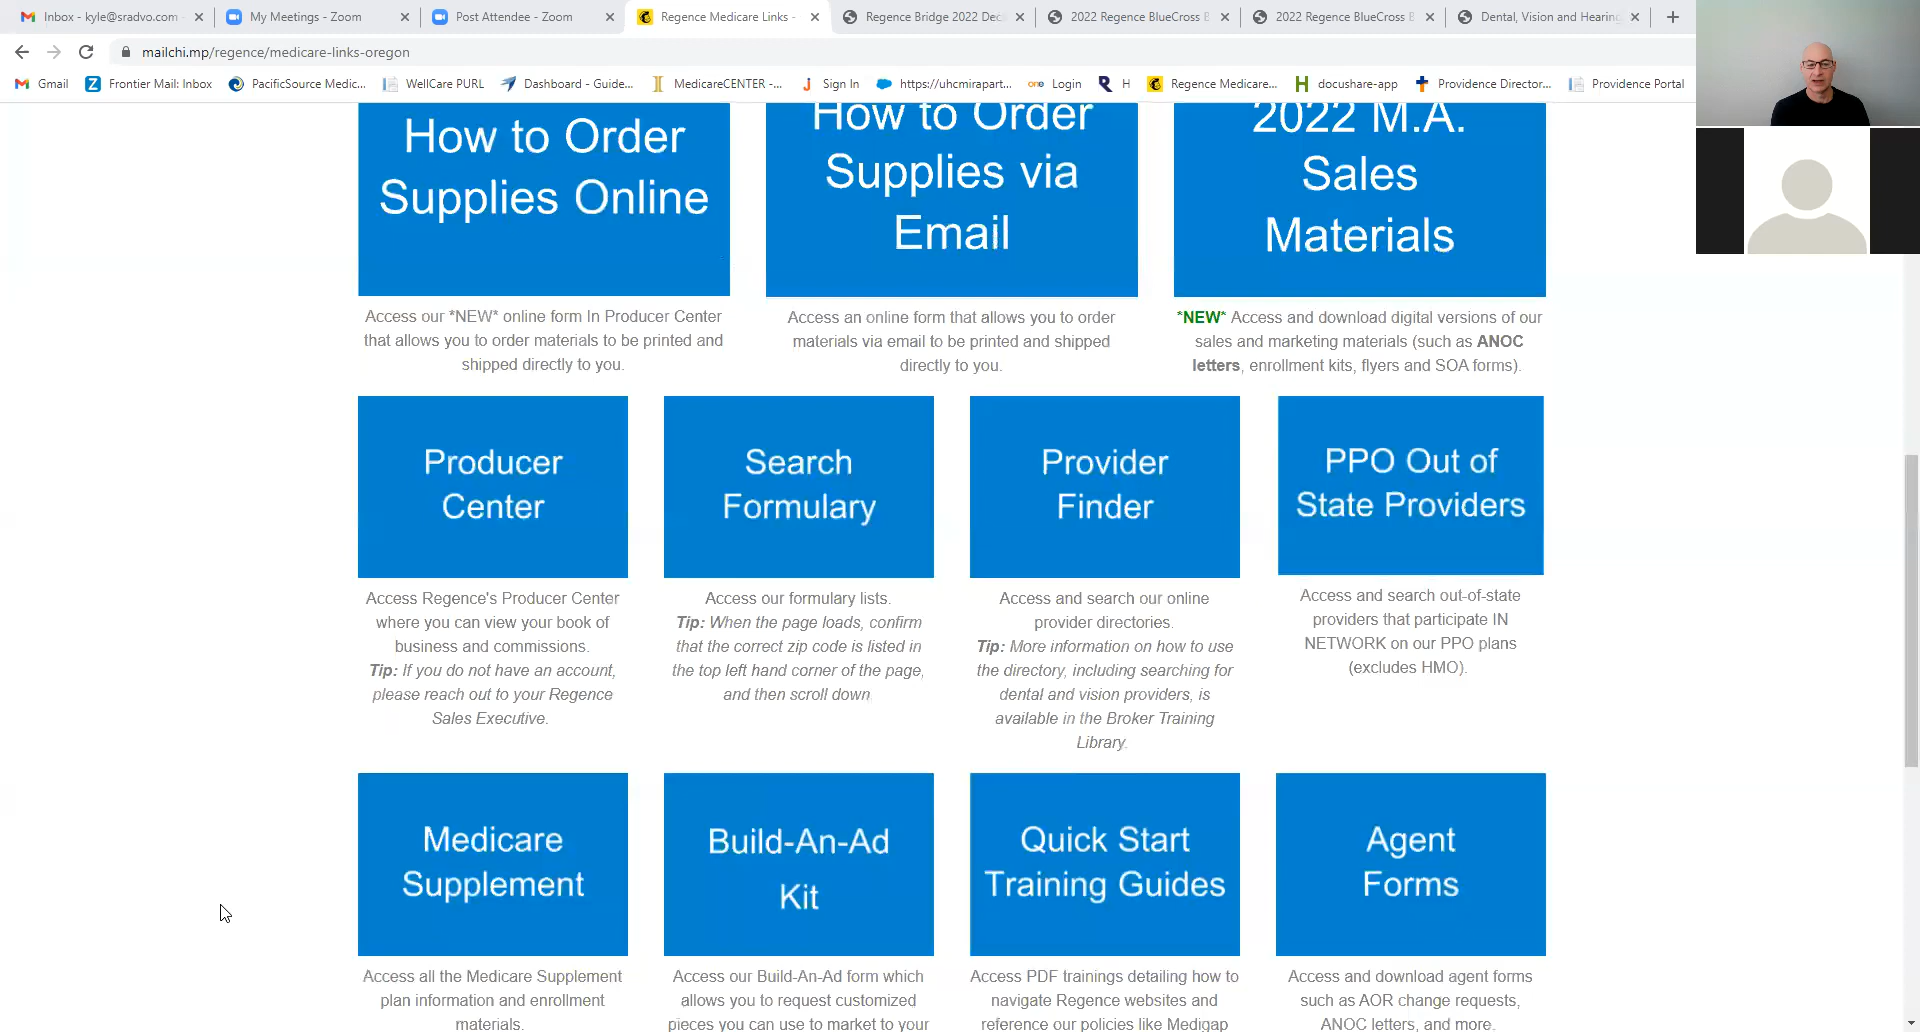 Inbox - kyle@sradvo.com -
My Meetings - Zoom
Post Attendee - Zoom
Regence Medicare Links -
Regence Bridge 2022 Dec
2022 Regence BlueCross B
2022 Regence BlueCross B
Dental, Vision and Hearing
mailchi.mp/regence/medicare-links-oregon
Gmail
Frontier Mail: Inbox
PacificSource Medic...
WellCare PURL
Dashboard - Guide...
MedicareCENTER -...
Sign In
https://uhcmirapart...
one Login
H
Regence Medicare...
docushare-app
Providence Director...
Providence Portal
How to Order
Supplies Online
How to Order
Supplies via
Email
2022 M.A.
Sales
Materials
Access our *NEW* online form In Producer Center
that allows you to order materials to be printed and
shipped directly to you.
Access an online form that allows you to order
materials via email to be printed and shipped
directly to you.
*NEW* Access and download digital versions of our
sales and marketing materials (such as ANOC
letters, enrollment kits, flyers and SOA forms).
Producer
Center
Search
Formulary
Provider
Finder
PPO Out of
State Providers
Access Regence's Producer Center
where you can view your book of
business and commissions.
Tip: If you do not have an account,
please reach out to your Regence
Sales Executive.
Access our formulary lists.
Tip: When the page loads, confirm
that the correct zip code is listed in
the top left hand corner of the page,
and then scroll down
Access and search our online
provider directories.
Tip: More information on how to use
the directory, including searching for
dental and vision providers, is
available in the Broker Training
Library.
Access and search out-of-state
providers that participate IN
NETWORK on our PPO plans
(excludes HMO).
Medicare
Supplement
Build-An-Ad
Kit
Quick Start
Training Guides
Agent
Forms
Access all the Medicare Supplement
plan information and enrollment
materials.
Access our Build-An-Ad form which
allows you to request customized
pieces you can use to market to your
Access PDF trainings detailing how to
navigate Regence websites and
reference our policies like Medigap
Access and download agent forms
such as AOR change requests,
ANOC letters, and more.